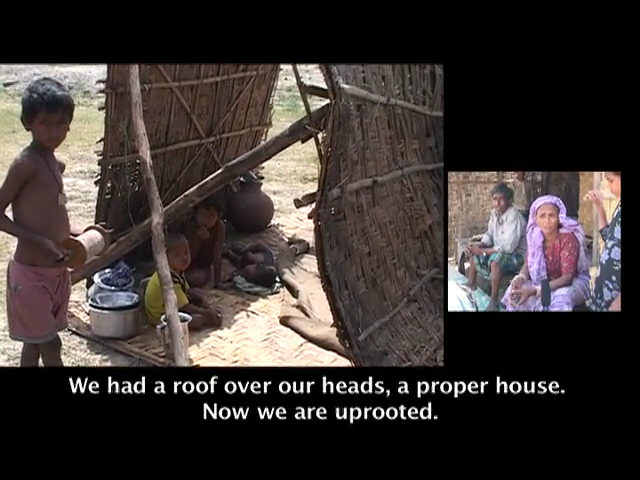 We had a roof over our heads, a proper house.
Now we are uprooted.